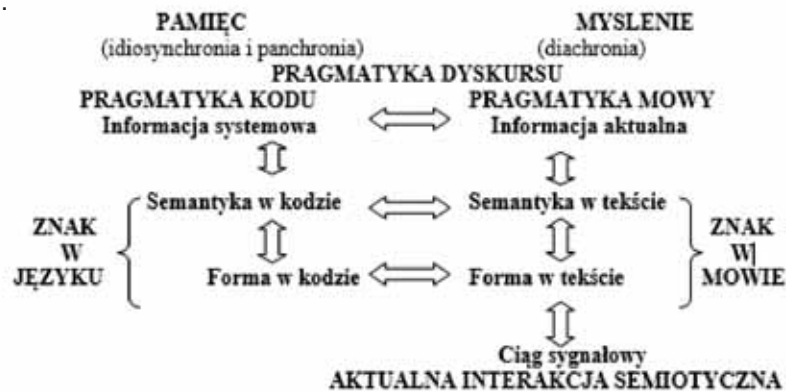 .
PAMIĘC MYSLENIE
(idiosynchronia i panchronia) (diachronia)
PRAGMATYKA DYSKURSU
PRAGMATYKA KODU PRAGMATYKA MOWY
Informacja systemowa Informacja aktualna
Semantyka w kodzie Semantyka w tekście
ZNAK ZNAK
W W|
JĘZYKU Forma w kodzie Forma w tekście MOWIE
Ciąg sygnałowy
AKTUALNA INTERAKCJA SEMIOTYCZNA